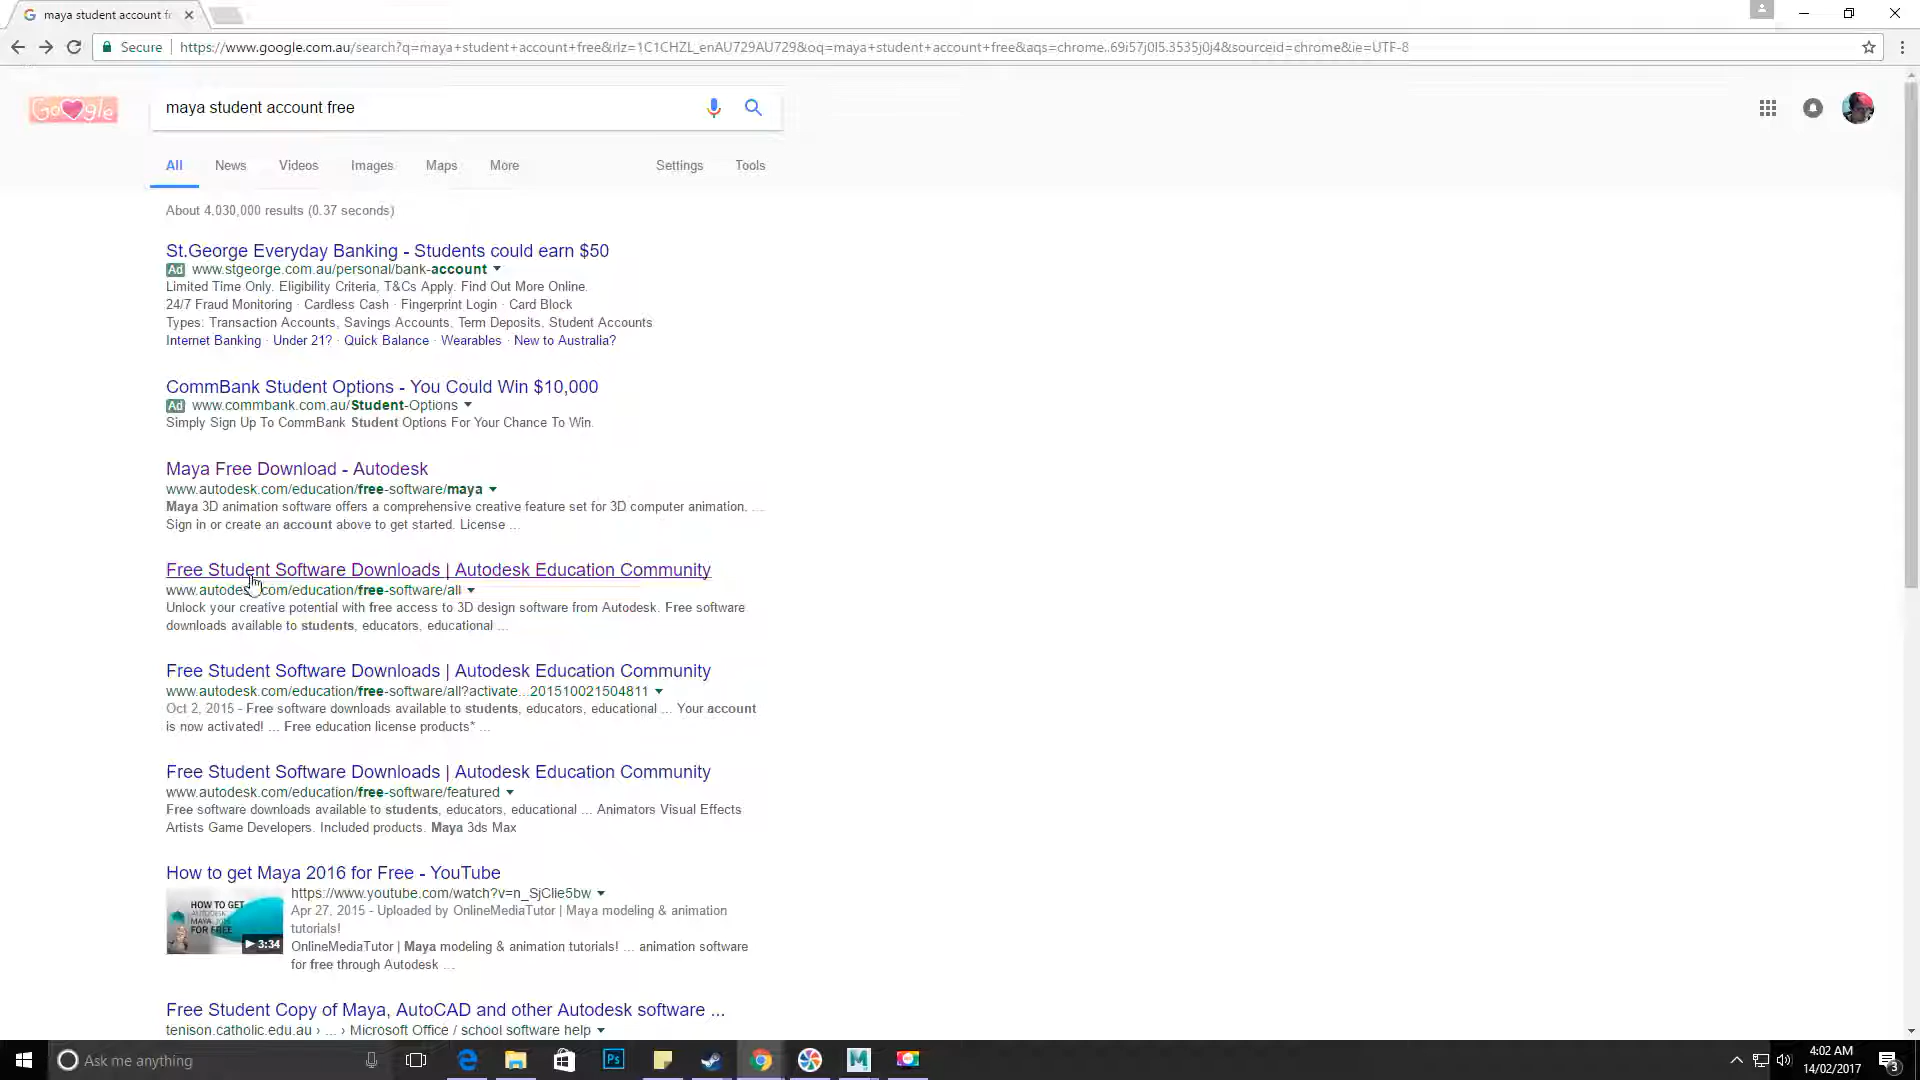 maya student account fr
Secure https://www.google.com.au/search?q=maya+student+account+free&rlz=1C1CHZL_enAU729AU729&oq=maya+student+account+free&aqs=chrome..69i57j0l5.3535j0j4&sourceid=chrome&ie=UTF-8
Google maya student account free
All News Videos Images Maps More Settings Tools
About 4,030,000 results (0.37 seconds)
St.George Everyday Banking - Students could earn $50
Ad www.stgeorge.com.au/personal/bank-account
Limited Time Only. Eligibility Criteria, T&Cs Apply. Find Out More Online.
24/7 Fraud Monitoring · Cardless Cash · Fingerprint Login · Card Block
Types: Transaction Accounts, Savings Accounts, Term Deposits, Student Accounts
Internet Banking · Under 21? · Quick Balance · Wearables · New to Australia?
CommBank Student Options - You Could Win $10,000
Ad www.commbank.com.au/Student-Options
Simply Sign Up To CommBank Student Options For Your Chance To Win.
Maya Free Download - Autodesk
www.autodesk.com/education/free-software/maya
Maya 3D animation software offers a comprehensive creative feature set for 3D computer animation. ...
Sign in or create an account above to get started. License ...
Free Student Software Downloads | Autodesk Education Community
www.autodesk.com/education/free-software/all
Unlock your creative potential with free access to 3D design software from Autodesk. Free software
downloads available to students, educators, educational ...
Free Student Software Downloads | Autodesk Education Community
www.autodesk.com/education/free-software/all?activate...201510021504811
Oct 2, 2015 - Free software downloads available to students, educators, educational ... Your account
is now activated! ... Free education license products* ...
Free Student Software Downloads | Autodesk Education Community
www.autodesk.com/education/free-software/featured
Free software downloads available to students, educators, educational ... Animators Visual Effects
Artists Game Developers. Included products. Maya 3ds Max
How to get Maya 2016 for Free - YouTube
https://www.youtube.com/watch?v=n_SjClie5bw
HOW TO GET
AUTODESK
MAYA 2016
FOR FREE
3:34
Apr 27, 2015 - Uploaded by OnlineMediaTutor | Maya modeling & animation
tutorials!
OnlineMediaTutor | Maya modeling & animation tutorials! ... animation software
for free through Autodesk ...
Free Student Copy of Maya, AutoCAD and other Autodesk software ...
tenison.catholic.edu.au › ... › Microsoft Office / school software help
Ask me anything
Ps
M
4:02 AM
14/02/2017
3